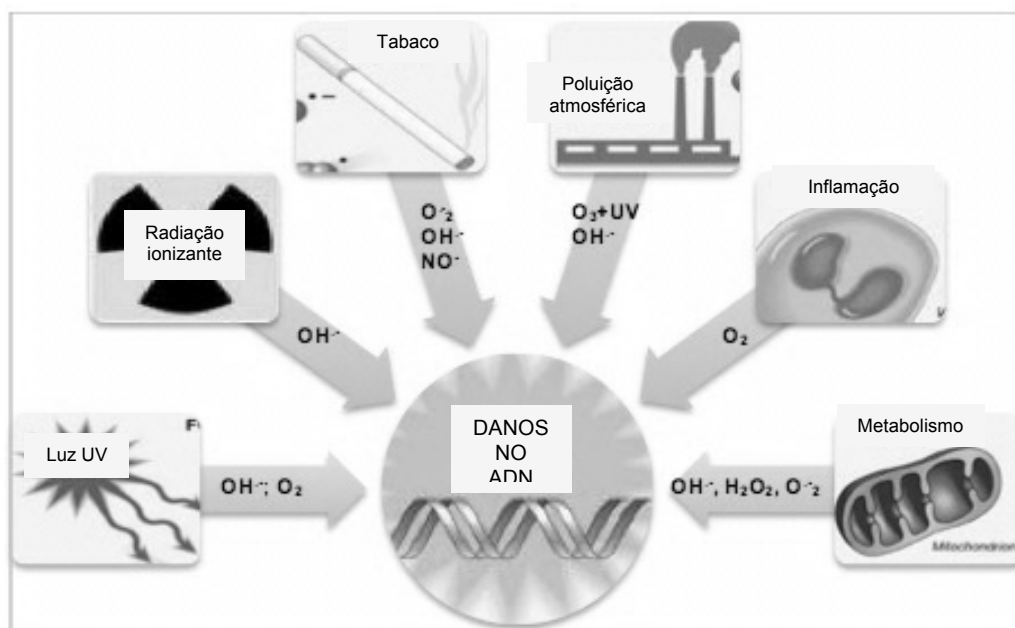 Tabaco
Poluição
atmosférica
Inflamação
Radiação
ionizante
O·-2
OH·-
NO·
O3+UV
OH·-
OH·-
O2
Luz UV
OH·-; O2
DANOS
NO
ADN
OH·-, H2O2, O·-2
Metabolismo
Mitochondrion